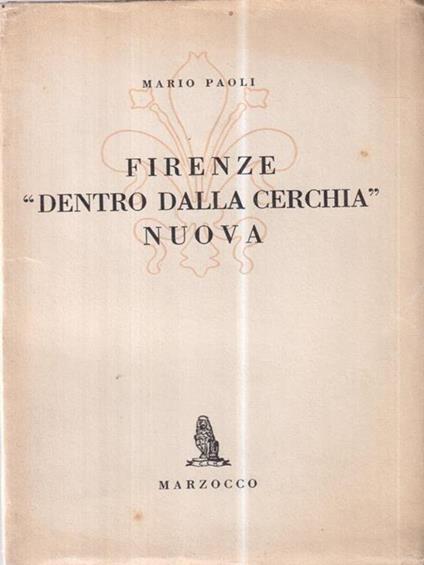 MARIO PAOLI
FIRENZE
“DENTRO DALLA CERCHIA”
NUOVA
MARZOCCO